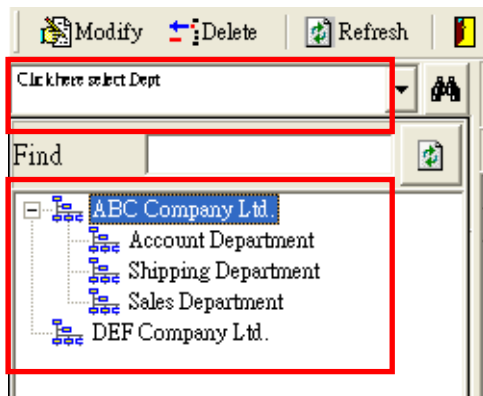 Modify Delete Refresh
Click here select Dept
Find
ABC Company Ltd.
Account Department
Shipping Department
Sales Department
DEF Company Ltd.